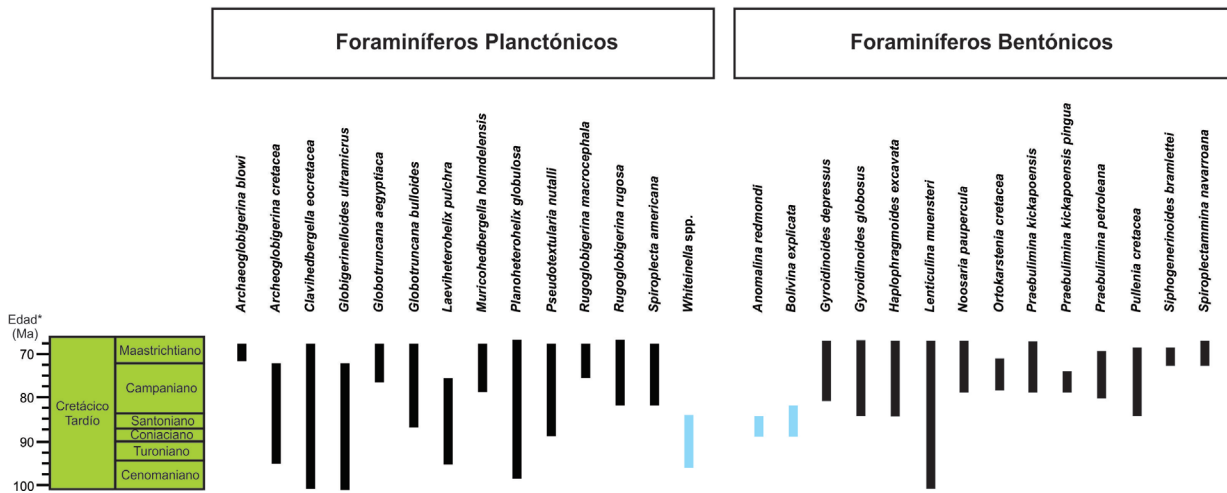 Foraminíferos Planctónicos
Foraminíferos Bentónicos
Archaeoglobigerina blowi
Archeoglobigerina cretacea
Clavihedbergella eocretacea
Globigerinelloides ultramicrus
Globotruncana aegyptiaca
Globotruncana bulloides
Laeviheterohelix pulchra
Muricohedbergella holmdelensis
Planoheterohelix globulosa
Pseudotextularia nutalli
Rugoglobigerina macrocephala
Rugoglobigerina rugosa
Spiroplecta americana
Whiteinella spp.
Anomalina redmondi
Bolivina explicata
Gyroidinoides depressus
Gyroidinoides globosus
Haplophragmoides excavata
Lenticulina muensteri
Noosaria paupercula
Ortokarstenia cretacea
Praebulimina kickapoensis
Praebulimina kickapoensis pingua
Praebulimina petroleana
Pullenia cretacea
Siphogenerinoides bramlettei
Spiroplectammina navarroana
Edad*
(Ma)
70
80
90
100
Cretácico
Tardío
Maastrichtiano
Campaniano
Santoniano
Coniaciano
Turoniano
Cenomaniano